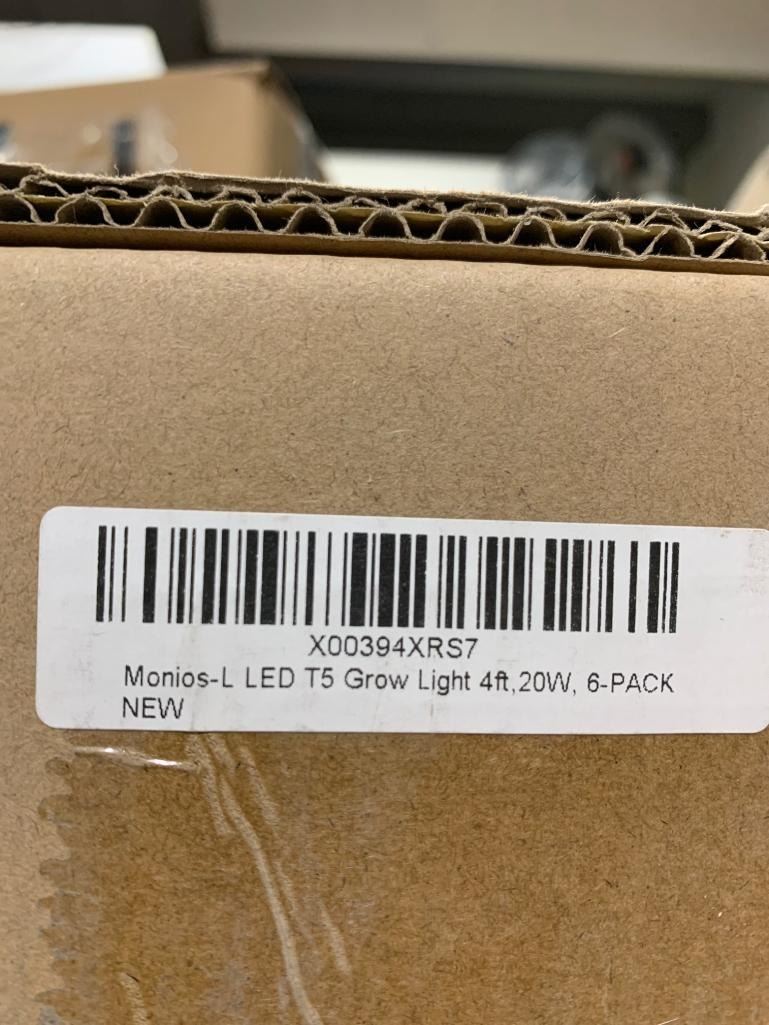 X00394XRS7
Monios-L LED T5 Grow Light 4ft,20W, 6-PACK
NEW